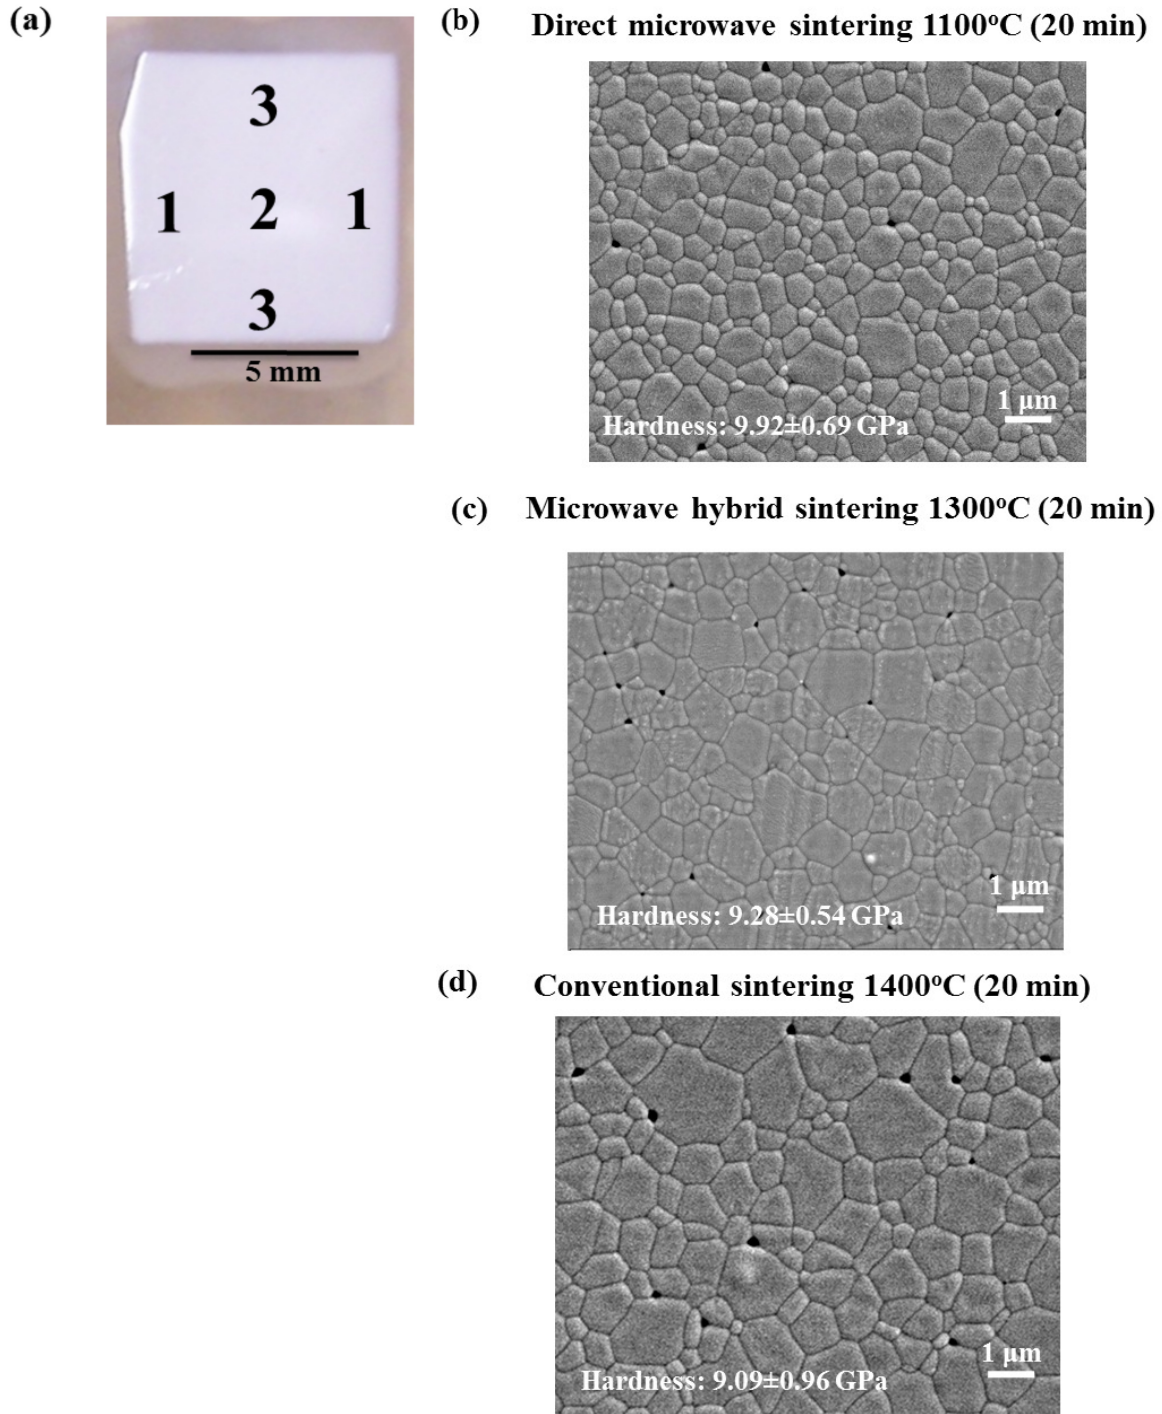 (a)
3
1 2 1
3
5 mm
(b) Direct microwave sintering 1100°C (20 min)
1 μm
Hardness: 9.92±0.69 GPa
(c) Microwave hybrid sintering 1300°C (20 min)
1 μm
Hardness: 9.28±0.54 GPa
(d) Conventional sintering 1400°C (20 min)
1 μm
Hardness: 9.09±0.96 GPa